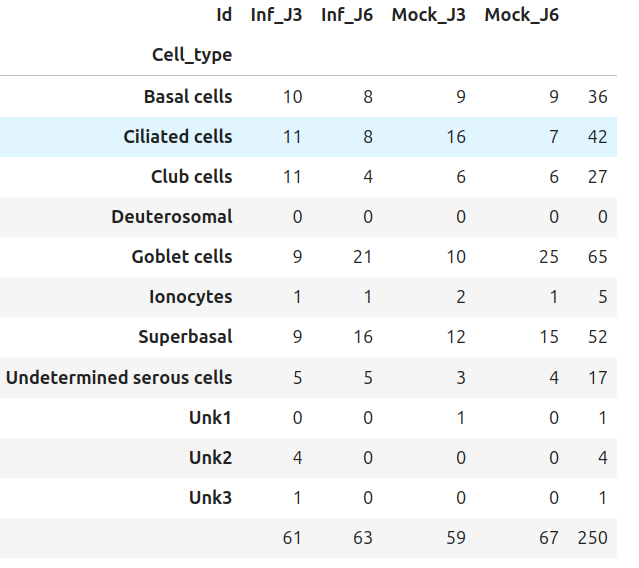 Id Inf_J3 Inf_J6 Mock_J3 Mock_J6
Cell_type
Basal cells 10 8 9 9 36
Ciliated cells 11 8 16 7 42
Club cells 11 4 6 6 27
Deuterosomal 0 0 0 0 0
Goblet cells 9 21 10 25 65
Ionocytes 1 1 2 1 5
Superbasal 9 16 12 15 52
Undetermined serous cells 5 5 3 4 17
Unk1 0 0 1 0 1
Unk2 4 0 0 0 4
Unk3 1 0 0 0 1
61 63 59 67 250